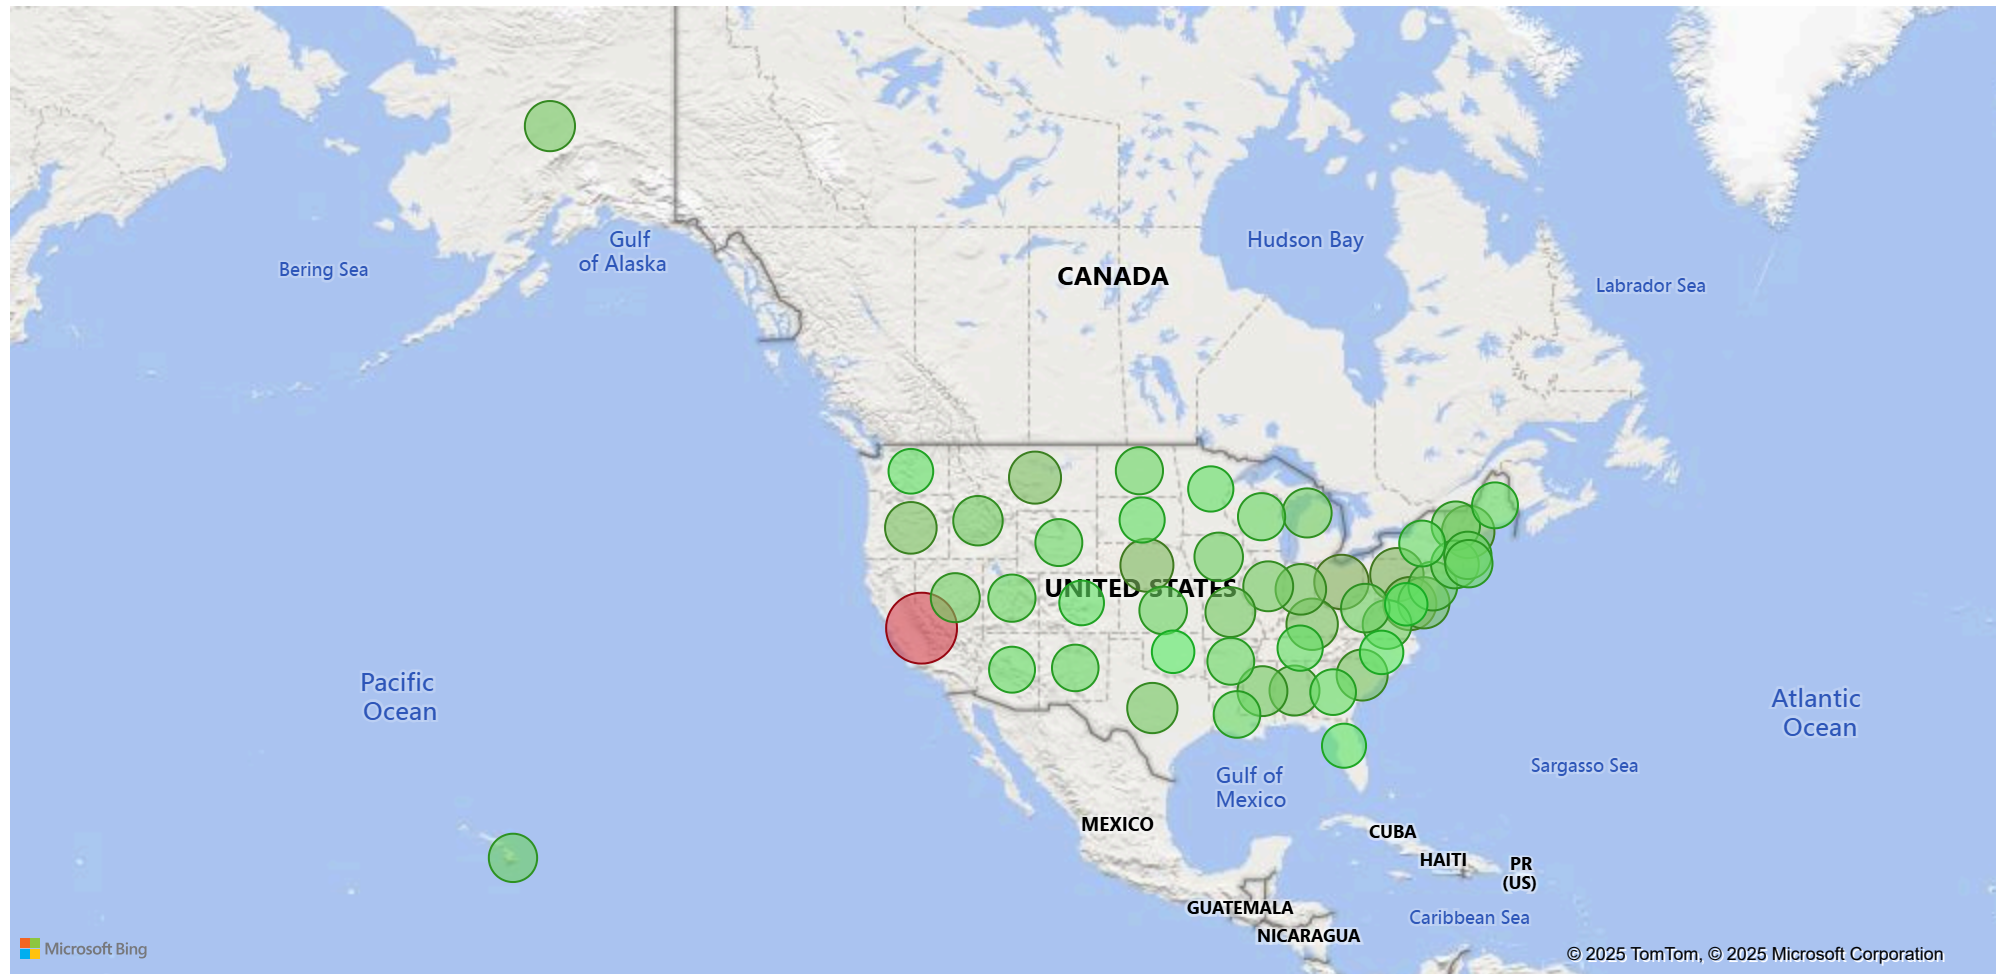 Gulf
of Alaska
Bering Sea
Hudson Bay
CANADA
Labrador Sea
UNITED STATES
Pacific
Ocean
Atlantic
Ocean
Sargasso Sea
Gulf of
Mexico
MEXICO
CUBA
HAITI
PR
(US)
GUATEMALA
Caribbean Sea
NICARAGUA
Microsoft Bing
© 2025 TomTom, © 2025 Microsoft Corporation